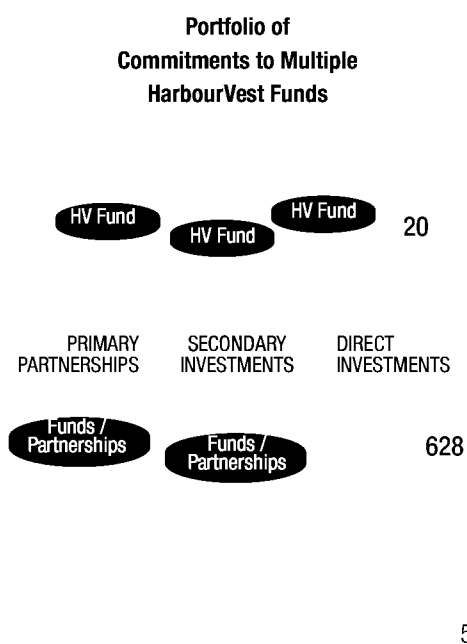 Portfolio of
Commitments to Multiple
HarbourVest Funds
HV Fund
HV Fund
HV Fund
20
PRIMARY
PARTNERSHIPS
SECONDARY
INVESTMENTS
DIRECT
INVESTMENTS
Funds /
Partnerships
Funds /
Partnerships
628
5